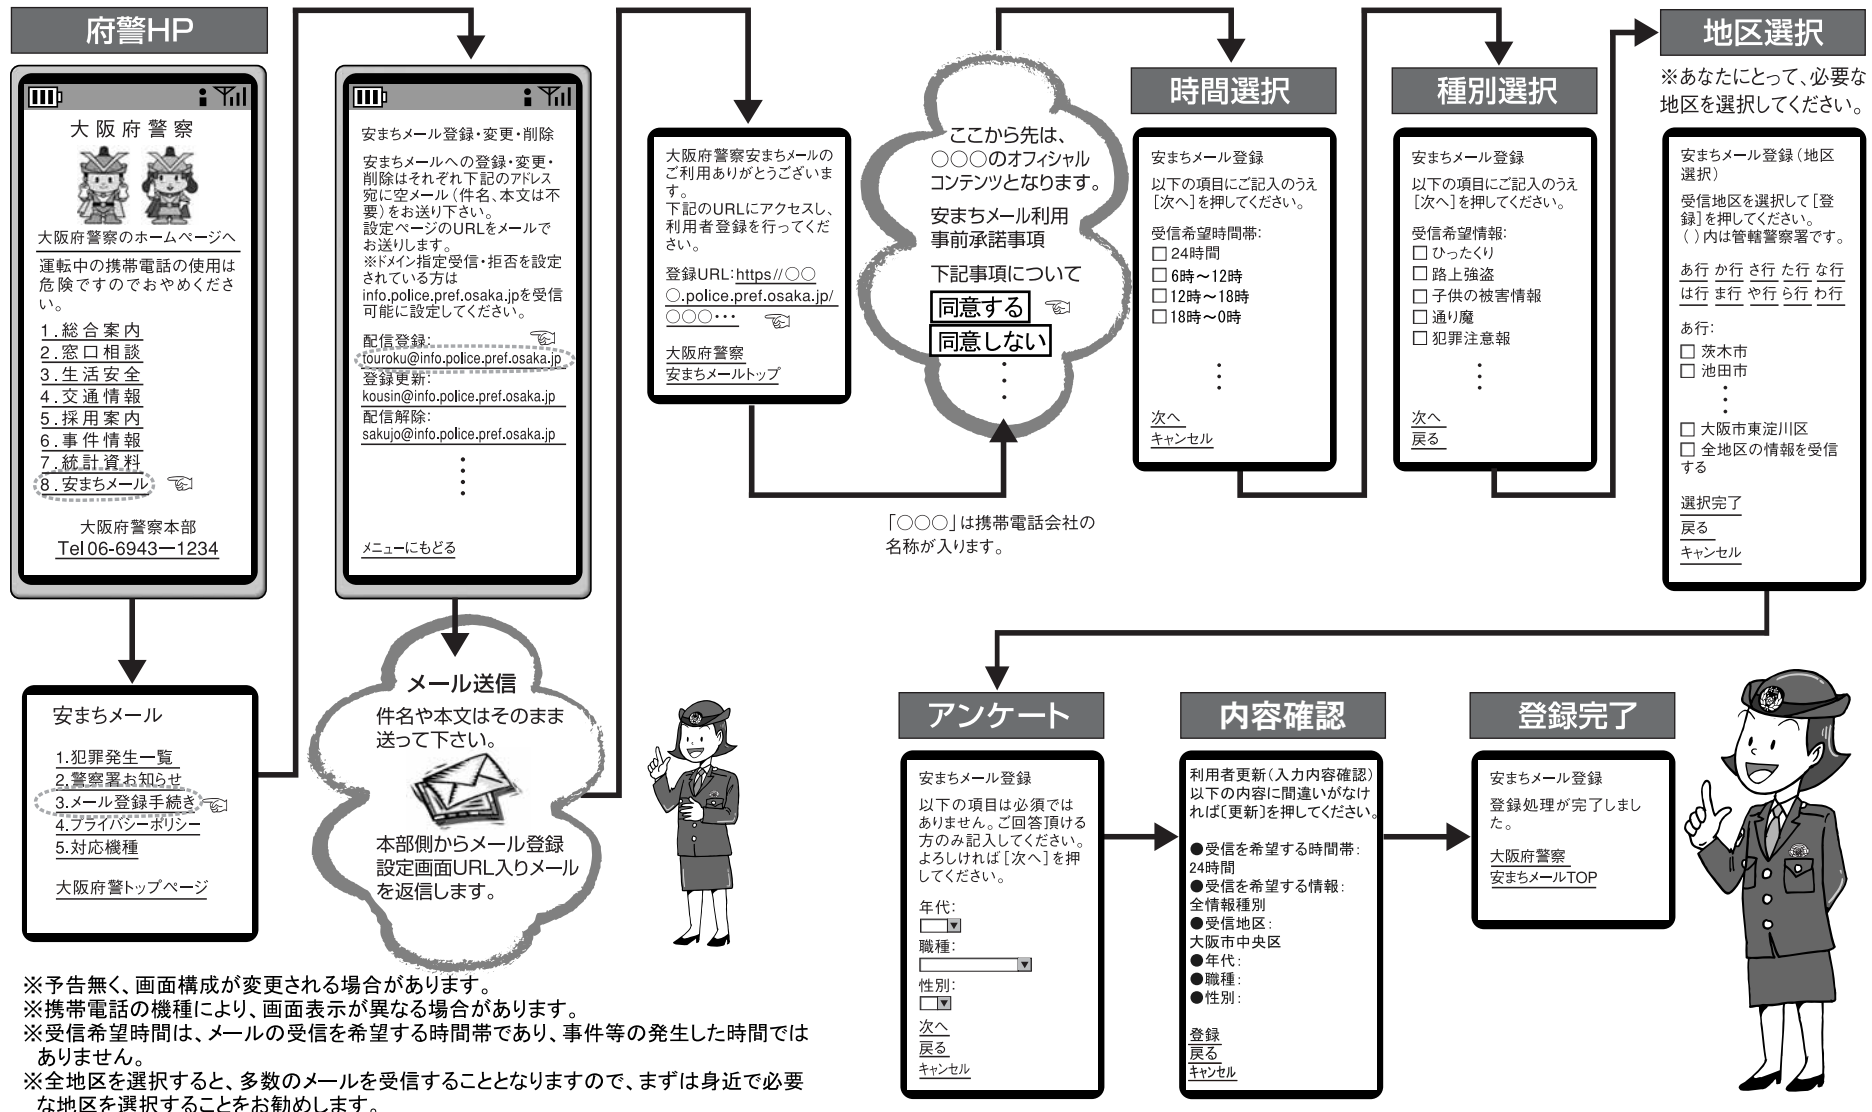 府警HP
大阪府警察
大阪府警察のホームページへ
運転中の携帯電話の使用は
危険ですのでおやめくださ
い。
1.総合案内
2.窓口相談
3.生活安全
4.交通情報
5.採用案内
6.事件情報
7.統計資料
8.安まちメール
大阪府警察本部
Tel 06-6943ー1234
安まちメール
1.犯罪発生一覧
2.警察署お知らせ
3.メール登録手続き
4.プライバシーポリシー
5.対応機種
大阪府警トップページ
安まちメール登録・変更・削除
安まちメールへの登録・変更・
削除はそれぞれ下記のアドレス
宛に空メール(件名、本文は不
要)をお送り下さい。
設定ページのURLをメールで
お送りします。
※ドメイン指定受信・拒否を設定
されている方は
info.police.pref.osaka.jpを受信
可能に設定してください。
配信登録:
touroku@info.police.pref.osaka.jp
登録更新:
kousin@info.police.pref.osaka.jp
配信解除:
sakujo@info.police.pref.osaka.jp
メニューにもどる
メール送信
件名や本文はそのまま
送って下さい。
本部側からメール登録
設定画面URL入りメール
を返信します。
大阪府警察安まちメールの
ご利用ありがとうございま
す。
下記のURLにアクセスし、
利用者登録を行ってくだ
さい。
登録URL:https//○○
○.police.pref.osaka.jp/
○○○・・・
大阪府警察
安まちメールトップ
ここから先は、
○○○のオフィシャル
コンテンツとなります。
安まちメール利用
事前承諾事項
下記事項について
同意する
同意しない
「○○○」は携帯電話会社の
名称が入ります。
時間選択
安まちメール登録
以下の項目にご記入のうえ
[次へ]を押してください。
受信希望時間帯:
□24時間
□6時〜12時
□12時〜18時
□18時〜0時
次へ
キャンセル
種別選択
安まちメール登録
以下の項目にご記入のうえ
[次へ]を押してください。
受信希望情報:
□ひったくり
□路上強盗
□子供の被害情報
□通り魔
□犯罪注意報
次へ
戻る
地区選択
※あなたにとって、必要な
地区を選択してください。
安まちメール登録(地区
選択)
受信地区を選択して[登
録]を押してください。
( )内は管轄警察署です。
あ行 か行 さ行 た行 な行
は行 ま行 や行 ら行 わ行
あ行:
□ 茨木市
□ 池田市
□ 大阪市東淀川区
□ 全地区の情報を受信
する
選択完了
戻る
キャンセル
アンケート
安まちメール登録
以下の項目は必須では
ありません。ご回答頂ける
方のみ記入してください。
よろしければ[次へ]を押
してください。
年代:
職種:
性別:
次へ
戻る
キャンセル
内容確認
利用者更新(入力内容確認)
以下の内容に間違いがなけ
れば[更新]を押してください。
●受信を希望する時間帯:
24時間
●受信を希望する情報:
全情報種別
●受信地区:
大阪市中央区
●年代:
●職種:
●性別:
登録
戻る
キャンセル
登録完了
安まちメール登録
登録処理が完了しまし
た。
大阪府警察
安まちメールTOP
※予告無く、画面構成が変更される場合があります。
※携帯電話の機種により、画面表示が異なる場合があります。
※受信希望時間は、メールの受信を希望する時間帯であり、事件等の発生した時間では
ありません。
※全地区を選択すると、多数のメールを受信することとなりますので、まずは身近で必要
な地区を選択することをお勧めします。